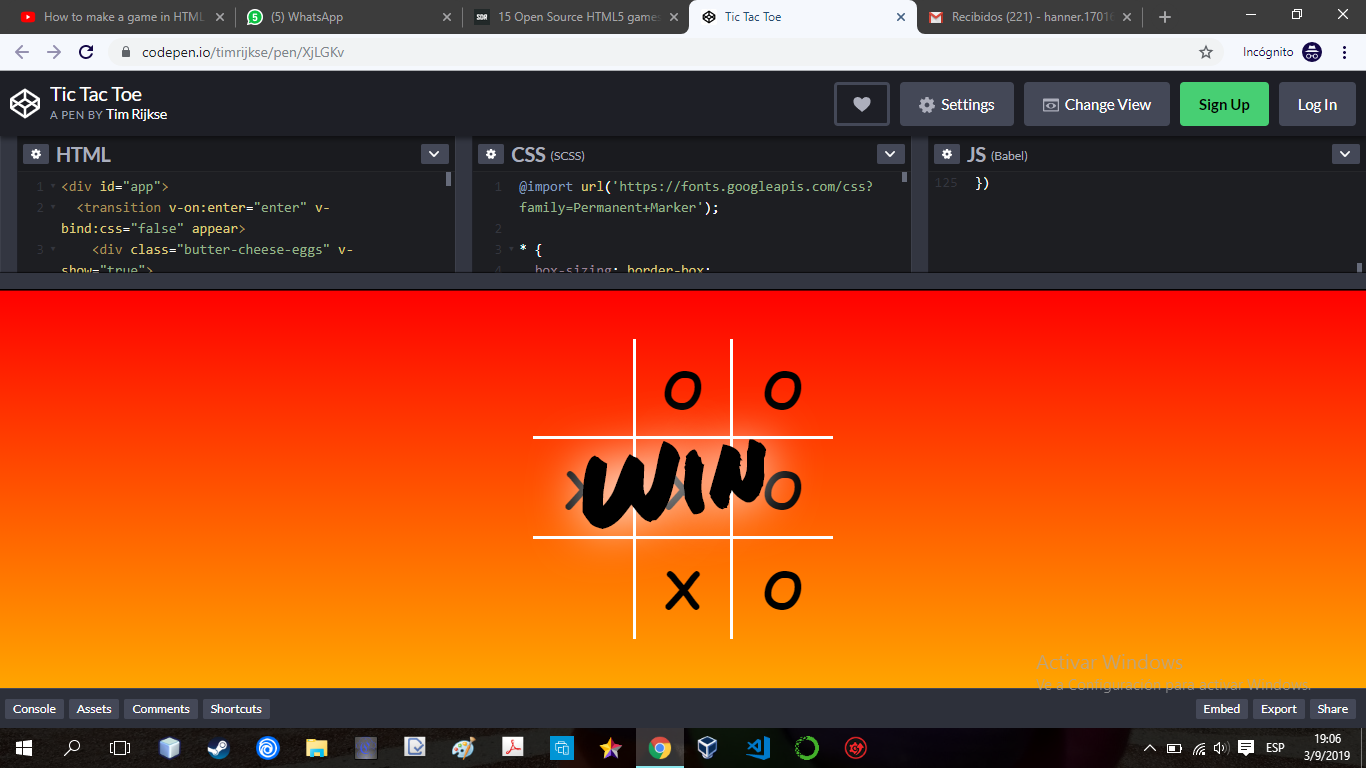 How to make a game in HTML
(5) WhatsApp
15 Open Source HTML5 games
Tic Tac Toe
Recibidos (221) - hanner.1701
codepen.io/timrijkse/pen/XjLGKv
Incógnito
Tic Tac Toe
A PEN BY Tim Rijkse
Settings
Change View
Sign Up
Log In
HTML
1 <div id="app">
2 <transition v-on:enter="enter" v-
bind:css="false" appear>
3 <div class="butter-cheese-eggs" v-
show="true">
CSS (SCSS)
1 @import url('https://fonts.googleapis.com/css?
family=Permanent+Marker');
2
3 * {
4 box-sizing: border-box;
JS (Babel)
125 })
O O
X X O
WIN
X O
Activar Windows
Ve a Configuración para activar Windows.
Console
Assets
Comments
Shortcuts
Embed
Export
Share
ESP
19:06
3/9/2019